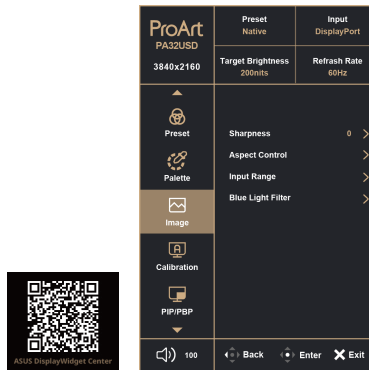 ProArt
PA32USD
3840x2160
Preset
Native
Input
DisplayPort
Target Brightness
200nits
Refrash Rate
60Hz
Preset
Palette
Image
Calibration
PIP/PBP
Sharpness 0
Aspect Control
Input Range
Blue Light Filter
100
Back
Enter
Exit
ASUS DisplayWidget Center